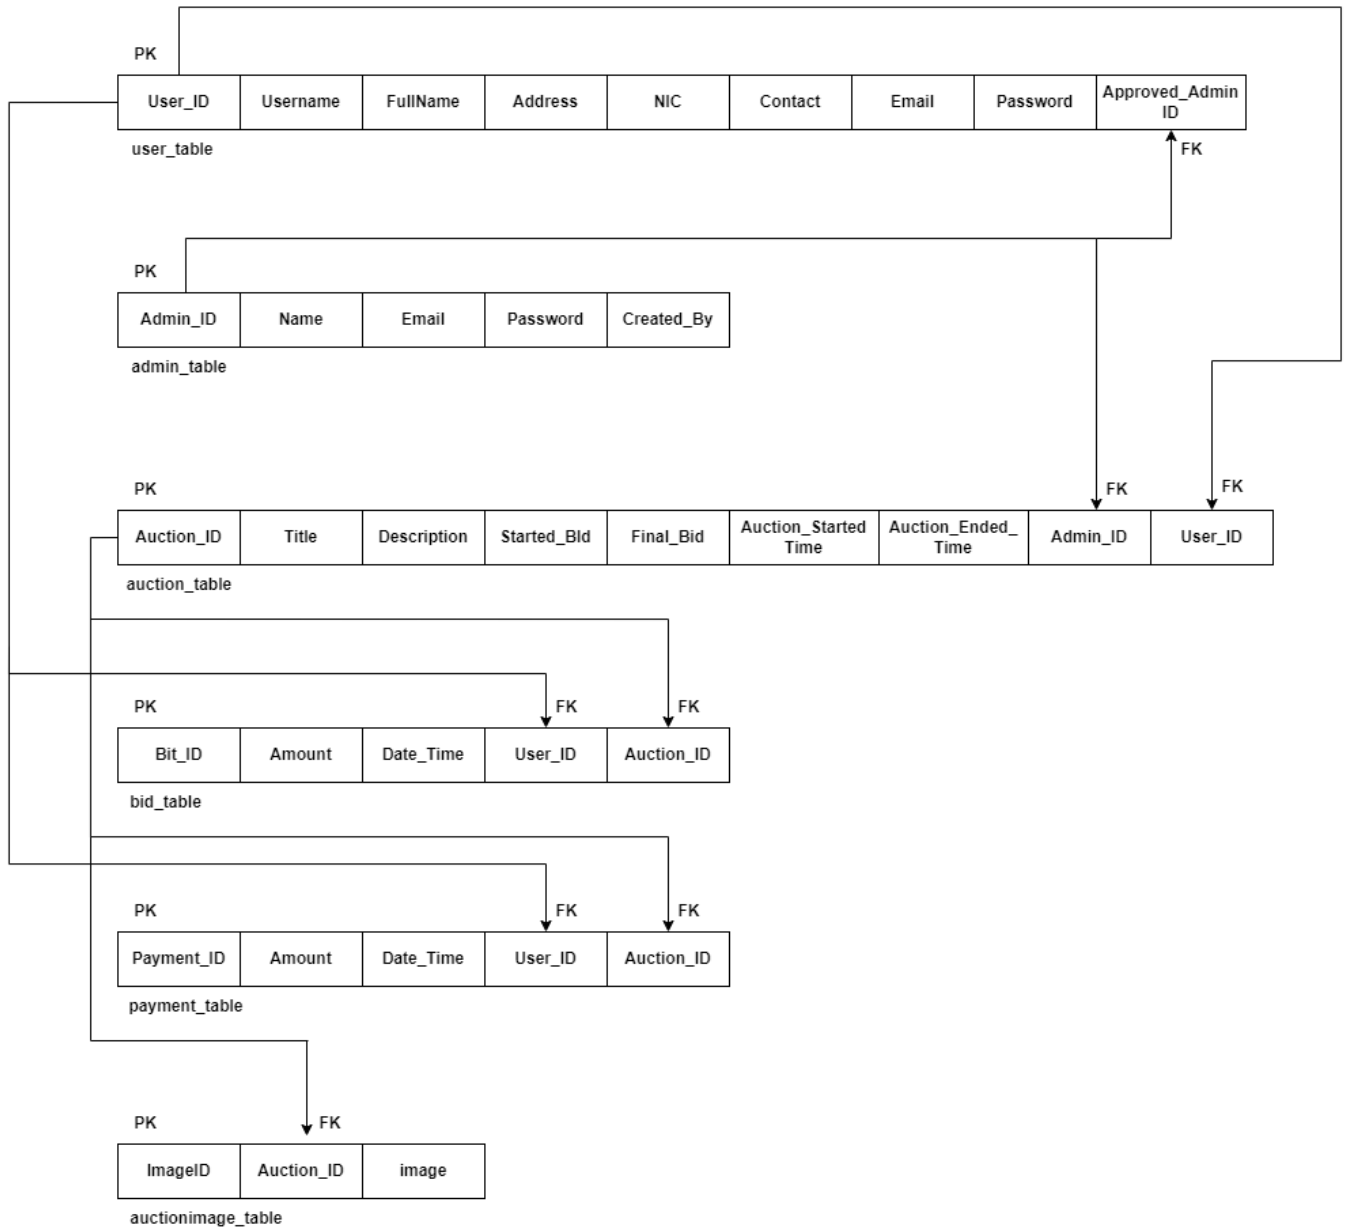 PK
User_ID Username FullName Address NIC Contact Email Password Approved_Admin
ID
user_table FK
PK
Admin_ID Name Email Password Created_By
admin_table
PK FK FK
Auction_ID Title Description Started_BId Final_Bid Auction_Started Auction_Ended_ Admin_ID User_ID
Time Time
auction_table
PK FK FK
Bit_ID Amount Date_Time User_ID Auction_ID
bid_table
PK FK FK
Payment_ID Amount Date_Time User_ID Auction_ID
payment_table
PK FK
ImageID Auction_ID image
auctionimage_table